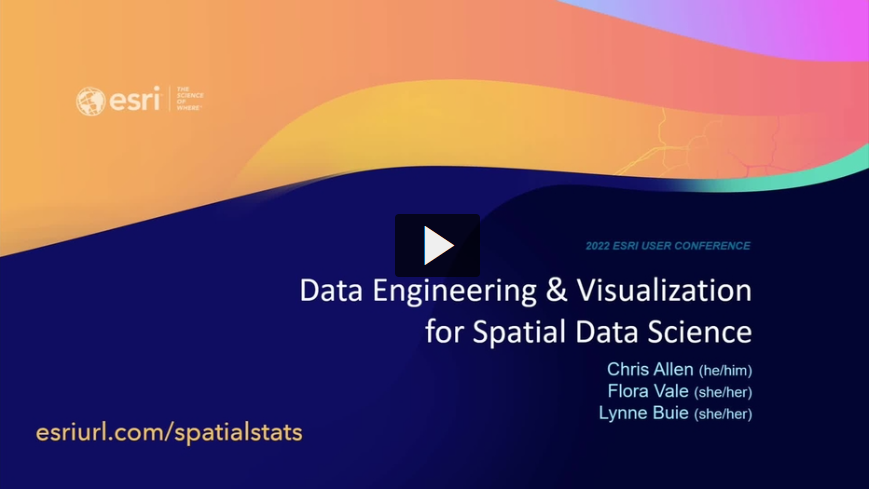 esri
THE
SCIENCE
OF
WHERE
2022 ESRI USER CONFERENCE
Data Engineering & Visualization
for Spatial Data Science
Chris Allen (he/him)
Flora Vale (she/her)
Lynne Buie (she/her)
esriurl.com/spatialstats